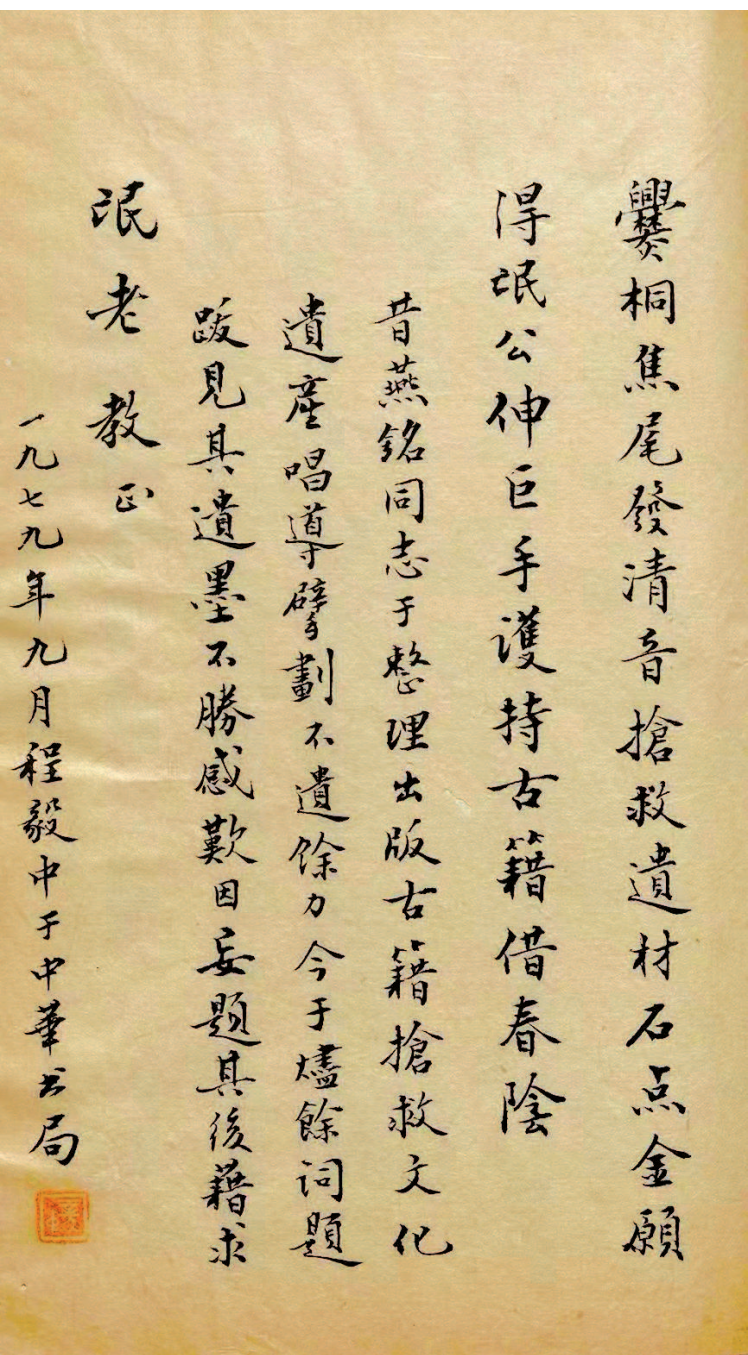 爨桐焦尾發清音搶救遺材石点金願
得泯公伸巨手護持古籍借春陰
昔燕銘同志于整理出版古籍搶救文化
遺産唱導擘劃不遺餘力今于燼餘詞題
跋見其遺墨不勝感歎因妄題其後藉求
泯老教正
一九七九年九月程毅中于中華书局